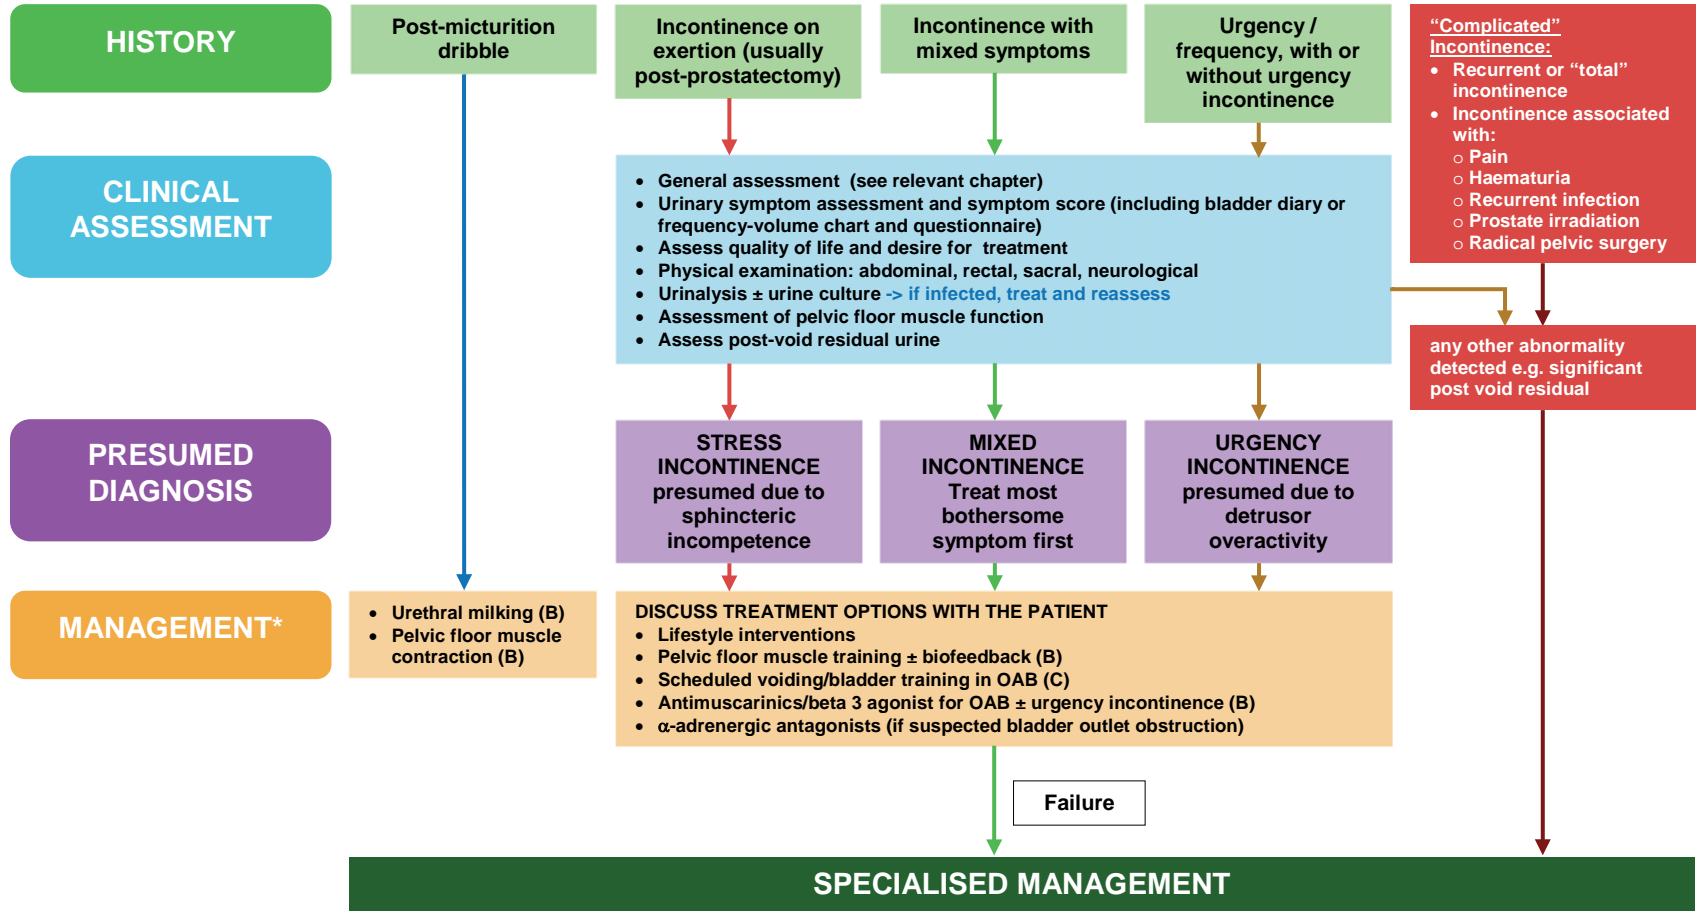 HISTORY
Post-micturition
dribble
Incontinence on
exertion (usually
post-prostatectomy)
Incontinence with
mixed symptoms
Urgency /
frequency, with or
without urgency
incontinence
“Complicated”
Incontinence:
• Recurrent or “total”
incontinence
• Incontinence associated
with:
o Pain
o Haematuria
o Recurrent infection
o Prostate irradiation
o Radical pelvic surgery
CLINICAL
ASSESSMENT
• General assessment (see relevant chapter)
• Urinary symptom assessment and symptom score (including bladder diary or
frequency-volume chart and questionnaire)
• Assess quality of life and desire for treatment
• Physical examination: abdominal, rectal, sacral, neurological
• Urinalysis ± urine culture -> if infected, treat and reassess
• Assessment of pelvic floor muscle function
• Assess post-void residual urine
any other abnormality
detected e.g. significant
post void residual
PRESUMED
DIAGNOSIS
STRESS
INCONTINENCE
presumed due to
sphincteric
incompetence
MIXED
INCONTINENCE
Treat most
bothersome
symptom first
URGENCY
INCONTINENCE
presumed due to
detrusor
overactivity
MANAGEMENT*
• Urethral milking (B)
• Pelvic floor muscle
contraction (B)
DISCUSS TREATMENT OPTIONS WITH THE PATIENT
• Lifestyle interventions
• Pelvic floor muscle training ± biofeedback (B)
• Scheduled voiding/bladder training in OAB (C)
• Antimuscarinics/beta 3 agonist for OAB ± urgency incontinence (B)
• α-adrenergic antagonists (if suspected bladder outlet obstruction)
Failure
SPECIALISED MANAGEMENT